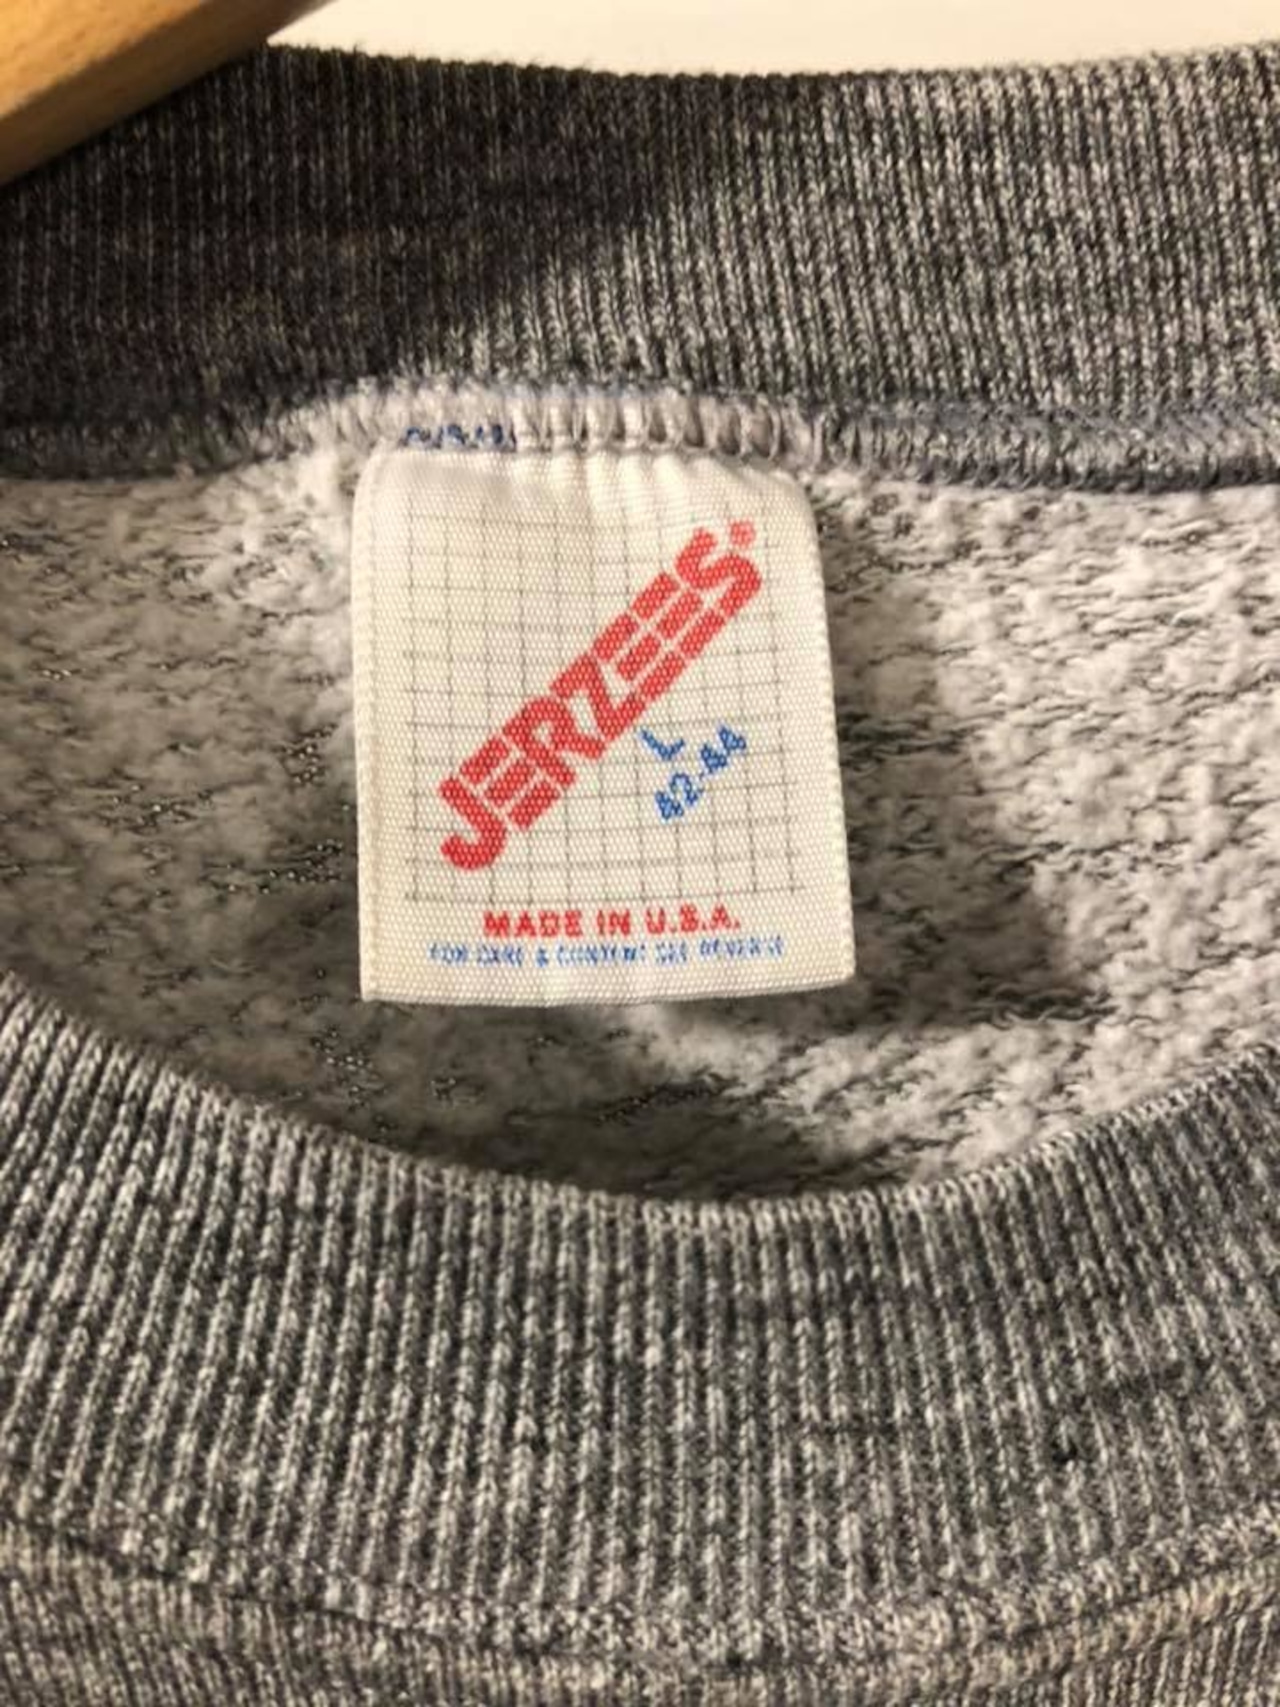 JERZEES
L
42-44
MADE IN U.S.A.
FOR CARE & CONTENT SEE REVERSE